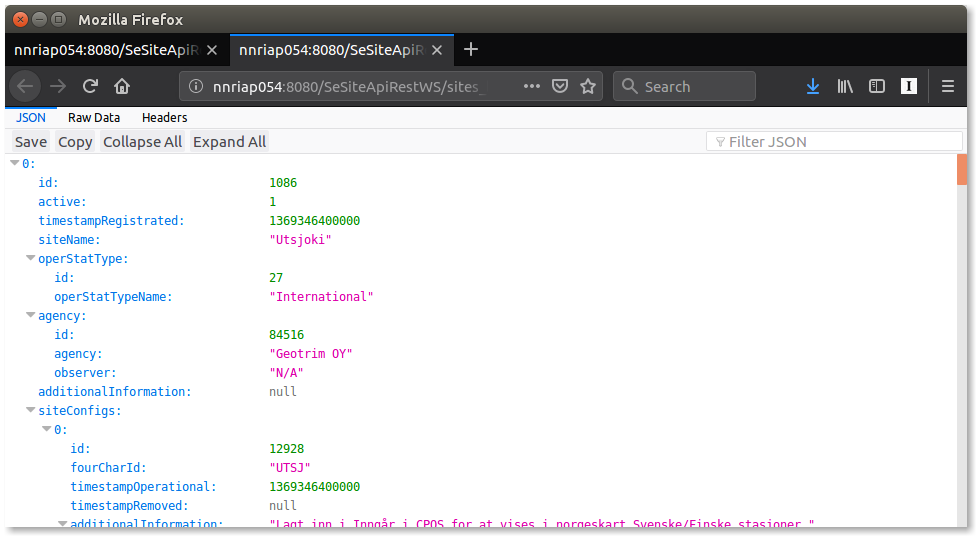 Mozilla Firefox
nnriap054:8080/SeSiteApiR nnriap054:8080/SeSiteApiR
nnriap054:8080/SeSiteApiRestWS/sites_ Search
JSON Raw Data Headers
Save Copy Collapse All Expand All Filter JSON
0:
id: 1086
active: 1
timestampRegistrated: 1369346400000
siteName: "Utsjoki"
operStatType:
id: 27
operStatTypeName: "International"
agency:
id: 84516
agency: "Geotrim OY"
observer: "N/A"
additionalInformation: null
siteConfigs:
0:
id: 12928
fourCharId: "UTSJ"
timestampOperational: 1369346400000
timestampRemoved: null
additionalInformation: "Lagt inn i Inngår i CPOS for at vises i norgeskart Svenske/Finske stasjoner "